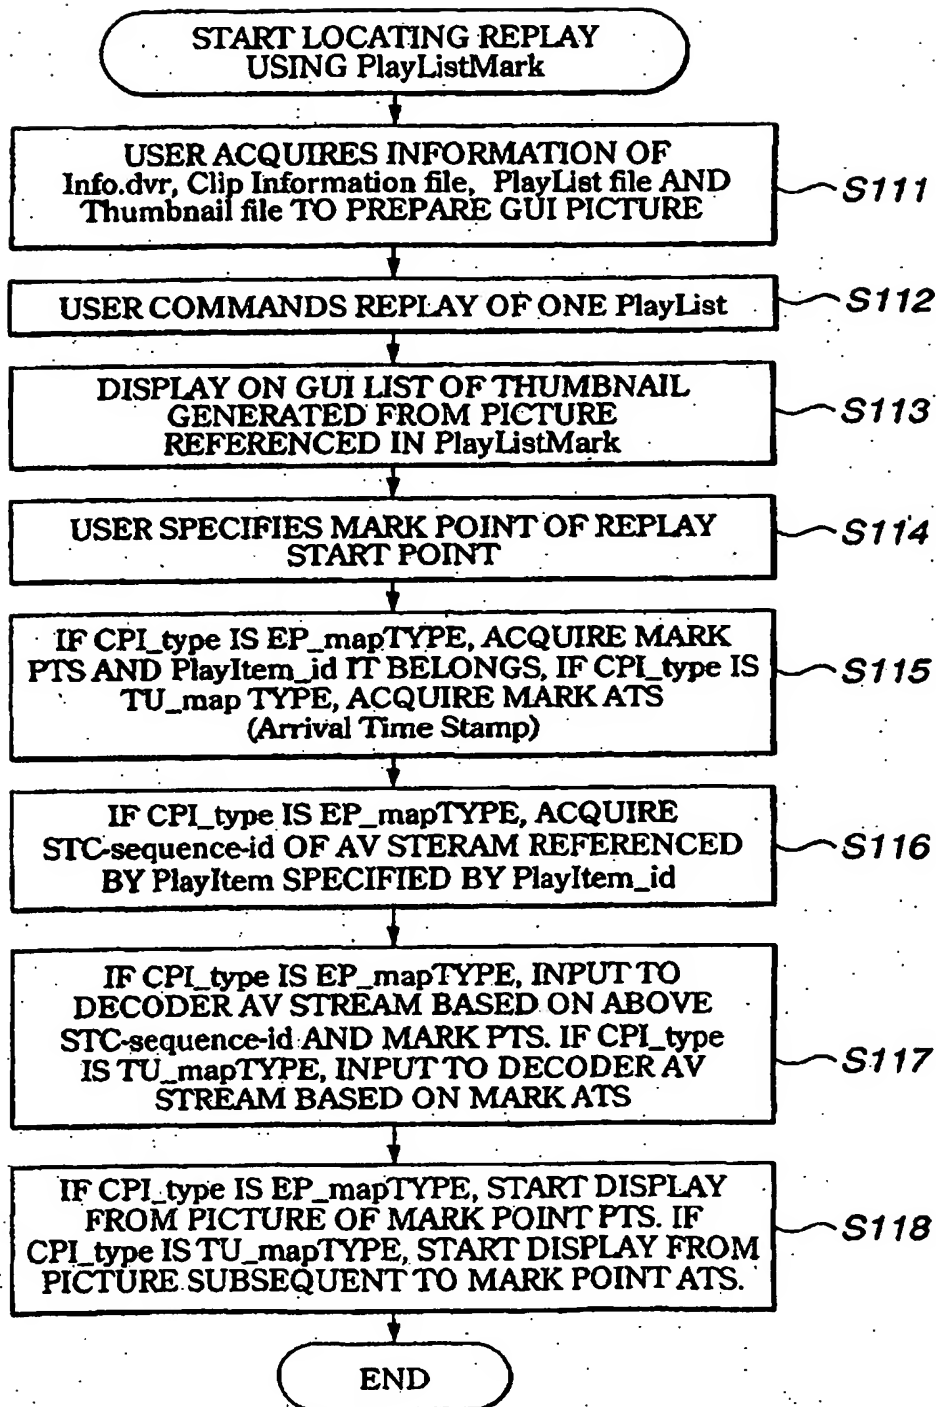 START LOCATING REPLAY
USING PlayListMark
USER ACQUIRES INFORMATION OF
Info.dvr, Clip Information file, PlayList file AND
Thumbnail file TO PREPARE GUI PICTURE
S111
USER COMMANDS REPLAY OF ONE PlayList
S112
DISPLAY ON GUI LIST OF THUMBNAIL
GENERATED FROM PICTURE
REFERENCED IN PlayListMark
S113
USER SPECIFIES MARK POINT OF REPLAY
START POINT
S114
IF CPI_type IS EP_mapTYPE, ACQUIRE MARK
PTS AND PlayItem_id IT BELONGS, IF CPI_type IS
TU_map TYPE, ACQUIRE MARK ATS
(Arrival Time Stamp)
S115
IF CPI_type IS EP_mapTYPE, ACQUIRE
STC-sequence-id OF AV STERAM REFERENCED
BY PlayItem SPECIFIED BY PlayItem_id
S116
IF CPI_type IS EP_mapTYPE, INPUT TO
DECODER AV STREAM BASED ON ABOVE
STC-sequence-id AND MARK PTS. IF CPI_type
IS TU_mapTYPE, INPUT TO DECODER AV
STREAM BASED ON MARK ATS
S117
IF CPI_type IS EP_mapTYPE, START DISPLAY
FROM PICTURE OF MARK POINT PTS. IF
CPI_type IS TU_mapTYPE, START DISPLAY FROM
PICTURE SUBSEQUENT TO MARK POINT ATS.
S118
END